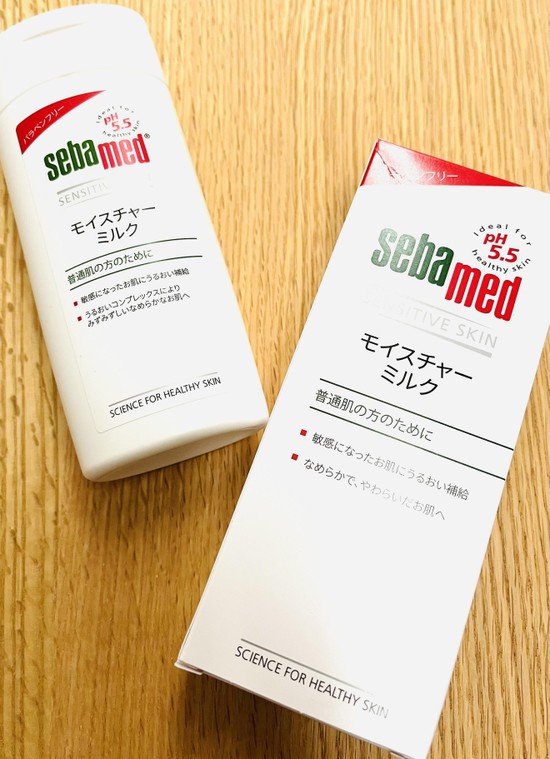 パラベンフリー
ideal for
pH
5.5
healthy skin
sebamed®
SENSITIVE
モイスチャー
ミルク
普通肌の方のために
敏感になったお肌にうるおい補給
うるおいコンプレックスにより
みずみずしいなめらかなお肌へ
SCIENCE FOR HEALTHY SKIN
ンフリー
ideal for
pH
5.5
healthy skin
sebamed
SENSITIVE SKIN
モイスチャー
ミルク
普通肌の方のために
敏感になったお肌にうるおい補給
なめらかで、やわらいだお肌へ
SCIENCE FOR HEALTHY SKIN